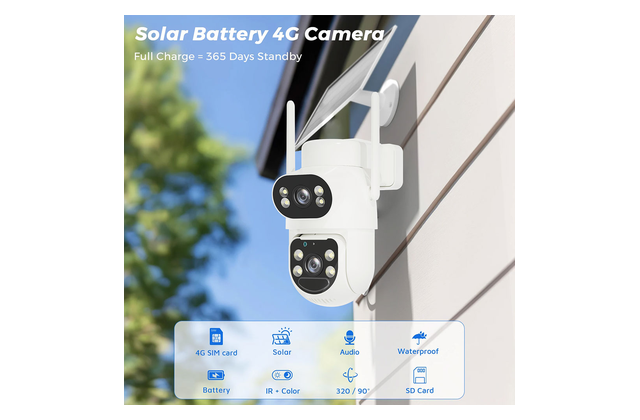 Solar Battery 4G Camera
Full Charge = 365 Days Standby
4G SIM card
Solar
Audio
Waterproof
Battery
IR + Color
320 / 90°
SD Card